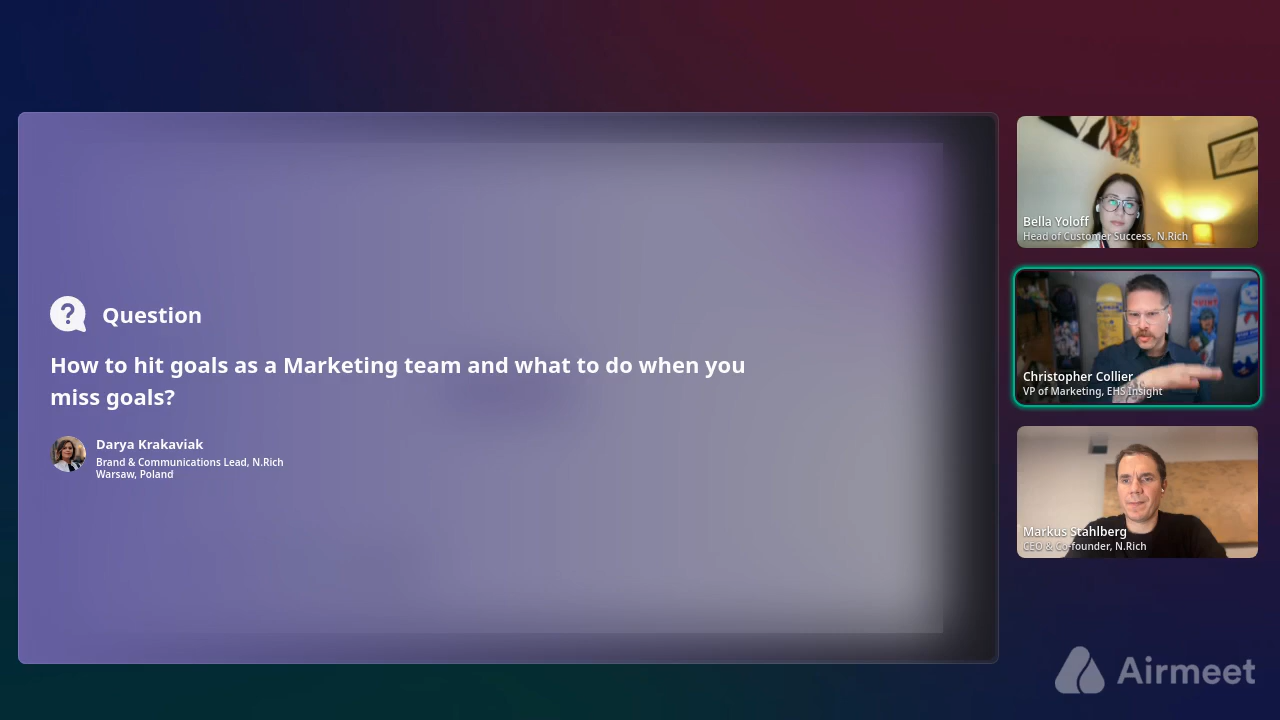 Question
How to hit goals as a Marketing team and what to do when you
miss goals?
Darya Krakaviak
Brand & Communications Lead, N.Rich
Warsaw, Poland
Bella Yoloff
Head of Customer Success, N.Rich
Christopher Collier
VP of Marketing, EHS Insight
Markus Stahlberg
CEO & Co-founder, N.Rich
Airmeet